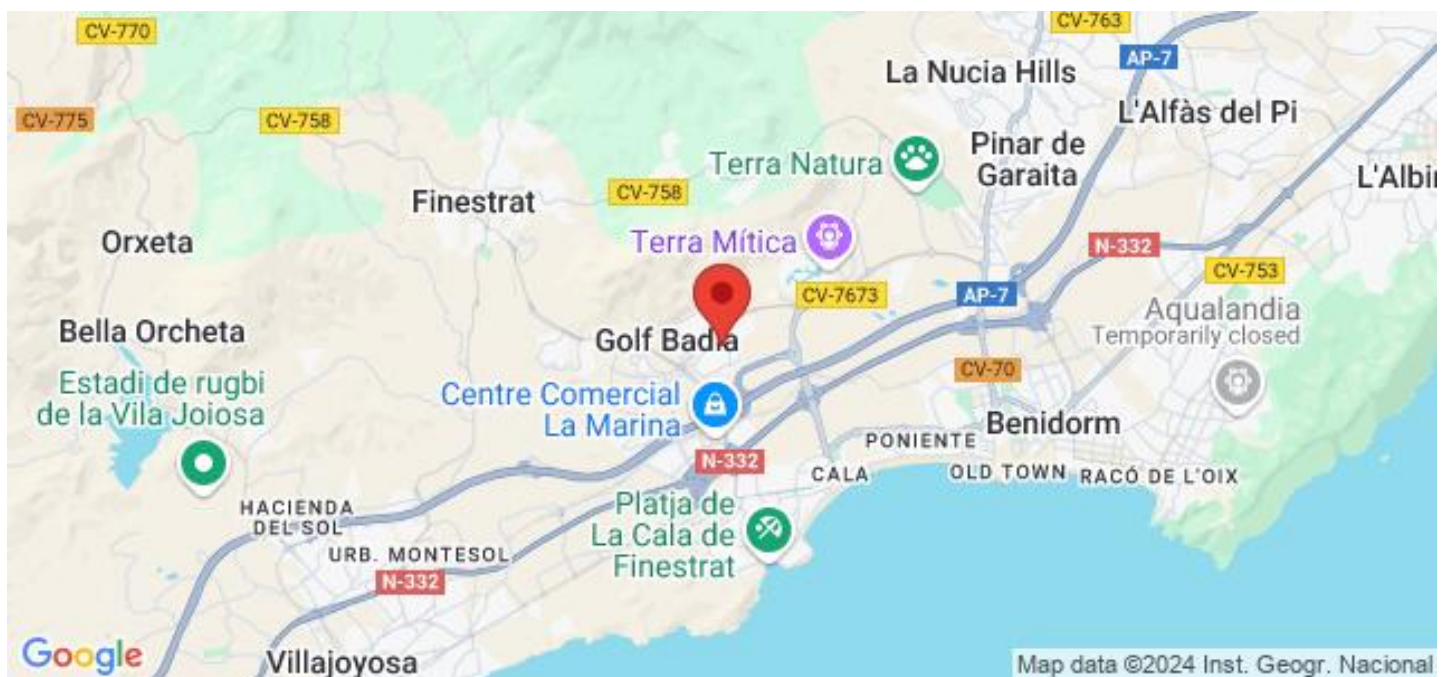 CV-770
CV-763
AP-7
La Nucia Hills
CV-775
CV-758
L'Alfàs del Pi
Terra Natura
Pinar de
Garaita
L'Albi
Finestrat
CV-758
Orxeta
Terra Mítica
N-332
CV-753
CV-7673
AP-7
Aqualandia
Temporarily closed
Bella Orcheta
Golf Badia
Estadi de rugbi
de la Vila Joiosa
CV-70
Centre Comercial
La Marina
Benidorm
PONIENTE
N-332
CALA
OLD TOWN
RACÓ DE L'OIX
HACIENDA
DEL SOL
Platja de
La Cala de
Finestrat
URB. MONTESOL
N-332
Google
Villajoyosa
Map data ©2024 Inst. Geogr. Nacional